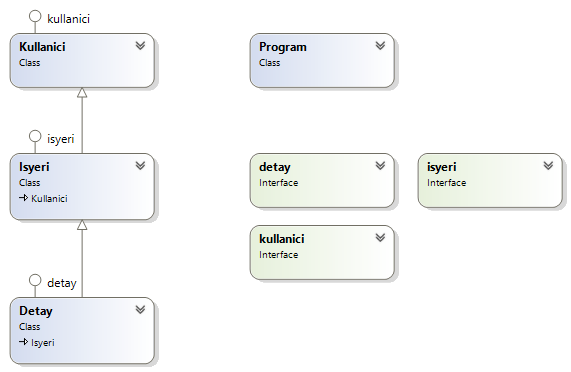 kullanici
Kullanici
Class
Program
Class
isyeri
Isyeri
Class
Kullanici
detay
Interface
isyeri
Interface
kullanici
Interface
detay
Detay
Class
Isyeri